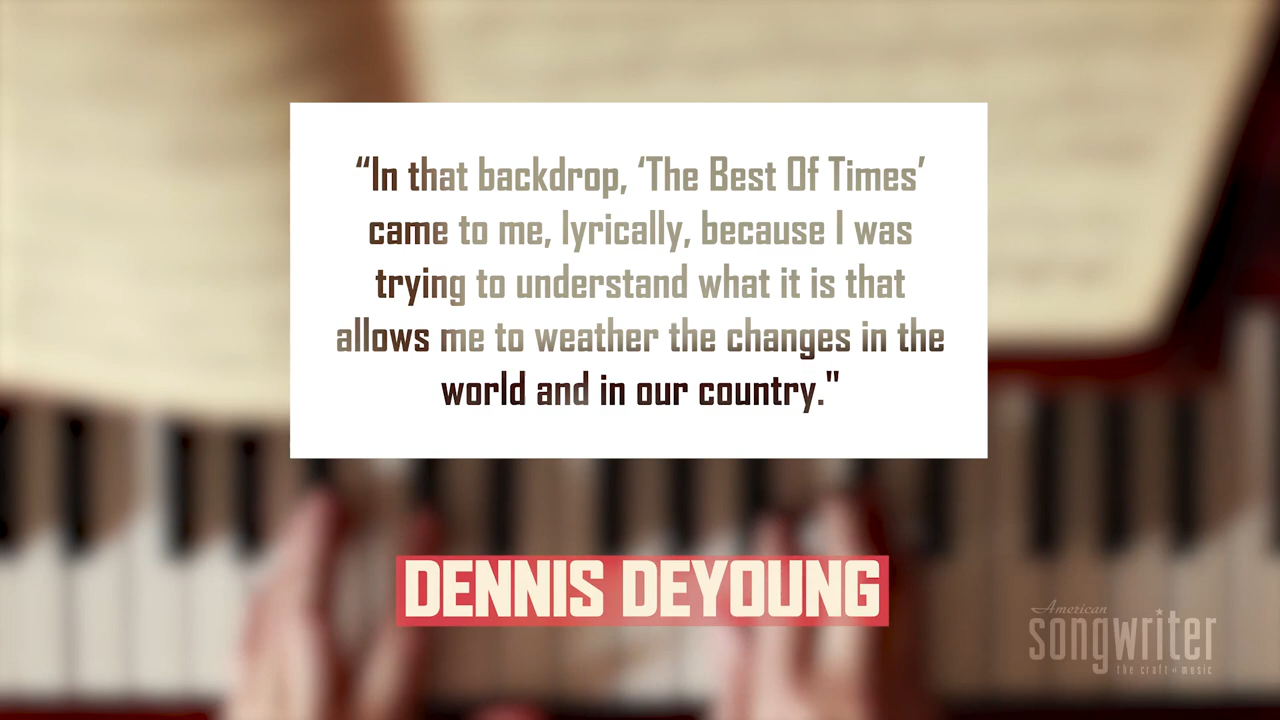 “In that backdrop, ‘The Best Of Times’
came to me, lyrically, because I was
trying to understand what it is that
allows me to weather the changes in the
world and in our country."
DENNIS DEYOUNG
American
songwriter
the craft of music